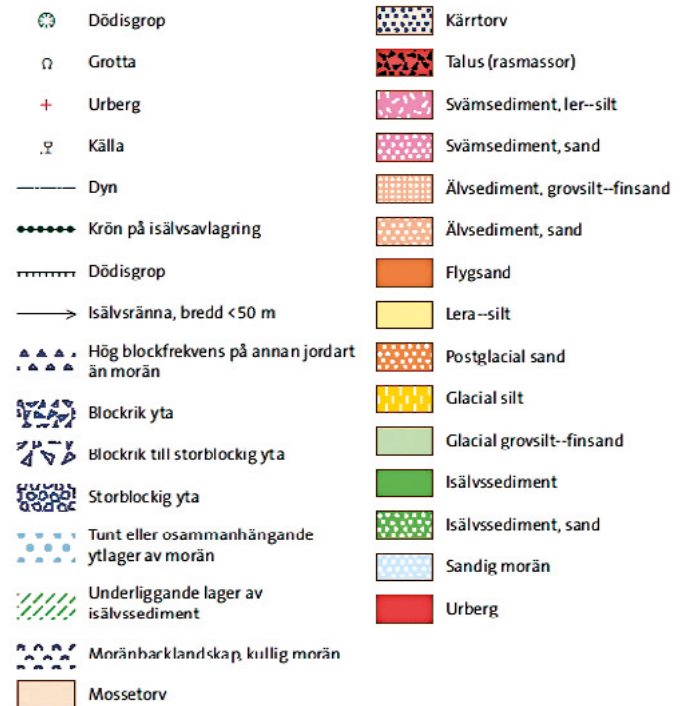 Dödisgrop
Grotta
Urberg
Källa
Dyn
Krön på isälvsavlagring
Dödisgrop
Isälvsränna, bredd <50 m
Hög blockfrekvens på annan jordart
än morän
Blockrik yta
Blockrik till storblockig yta
Storblockig yta
Tunt eller osammanhängande
ytlager av morän
Underliggande lager av
isälvssediment
Moränbacklandskap, kullig morän
Mossetorv
Kärrtorv
Talus (rasmassor)
Svämsediment, ler--silt
Svämsediment, sand
Älvsediment, grovsilt--finsand
Älvsediment, sand
Flygsand
Lera--silt
Postglacial sand
Glacial silt
Glacial grovsilt--finsand
Isälvssediment
Isälvssediment, sand
Sandig morän
Urberg